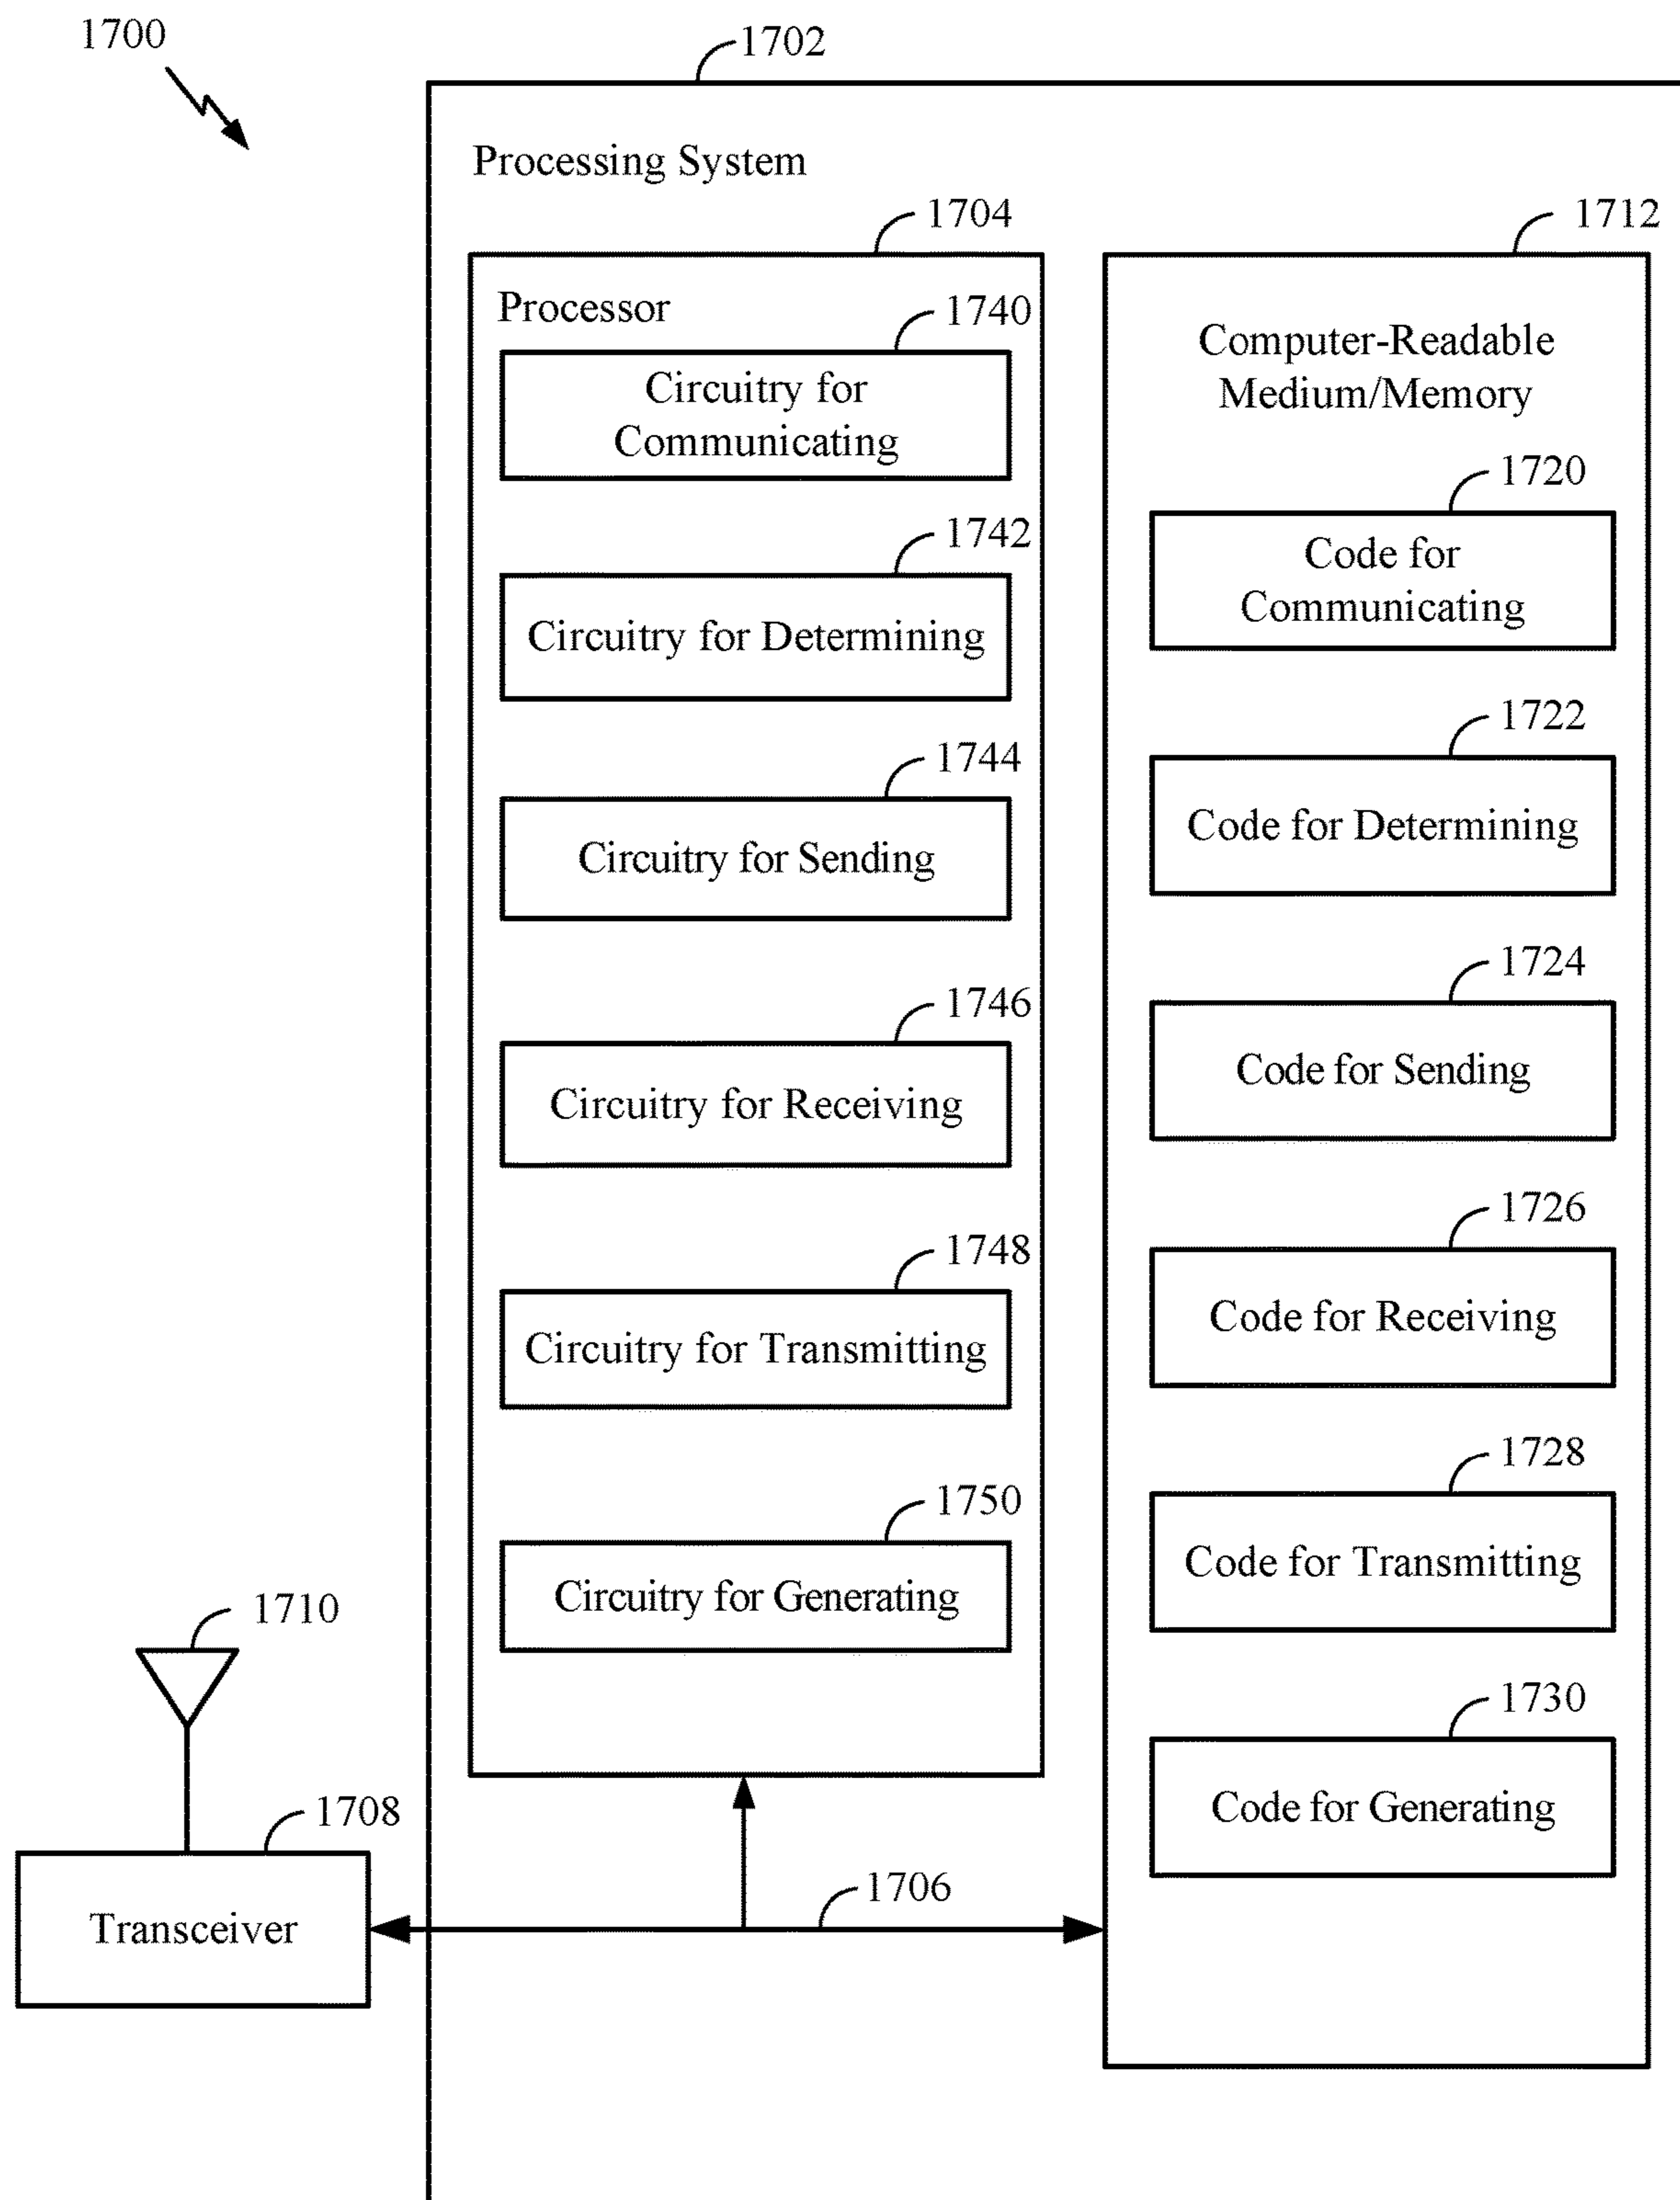 1700
1702
Processing System
1704
1712
Processor
1740
Circuitry for
Communicating
1742
Circuitry for Determining
1744
Circuitry for Sending
1746
Circuitry for Receiving
1748
Circuitry for Transmitting
1750
Circuitry for Generating
Computer-Readable
Medium/Memory
1720
Code for
Communicating
1722
Code for Determining
1724
Code for Sending
1726
Code for Receiving
1728
Code for Transmitting
1730
Code for Generating
1710
1708
Transceiver
1706